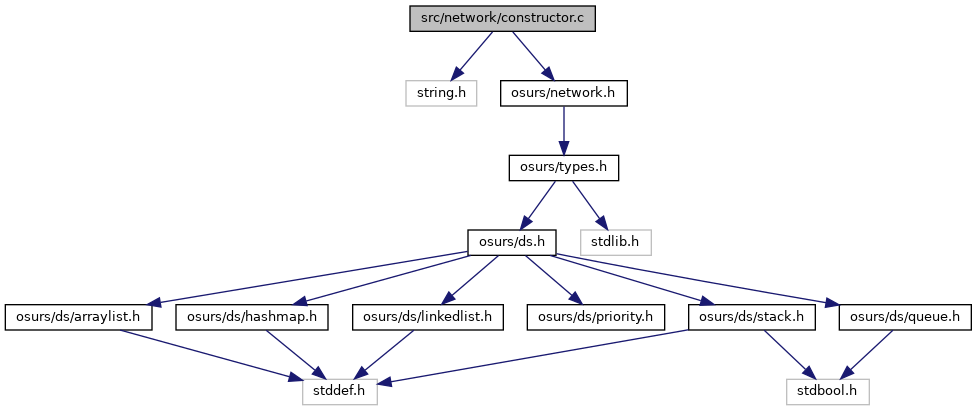 src/network/constructor.c
string.h
osurs/network.h
osurs/types.h
osurs/ds.h
stdlib.h
osurs/ds/arraylist.h
osurs/ds/hashmap.h
osurs/ds/linkedlist.h
osurs/ds/priority.h
osurs/ds/stack.h
osurs/ds/queue.h
stddef.h
stdbool.h